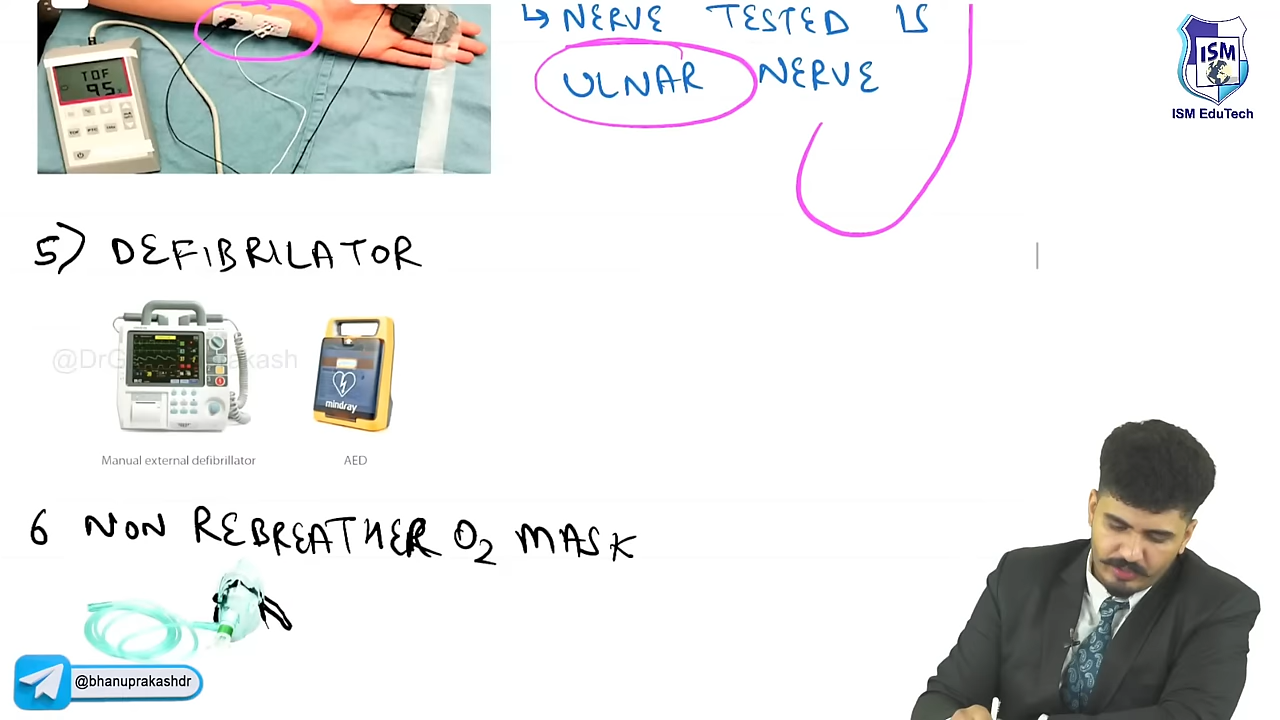 ↳ NERVE TESTED IS
ULNAR NERVE
ISM
ISM EduTech
TOF
95%
5) DEFIBRILATOR
mindray
Manual external defibrillator
AED
6 NON REBREATHER O2 MASK
@bhanuprakashdr